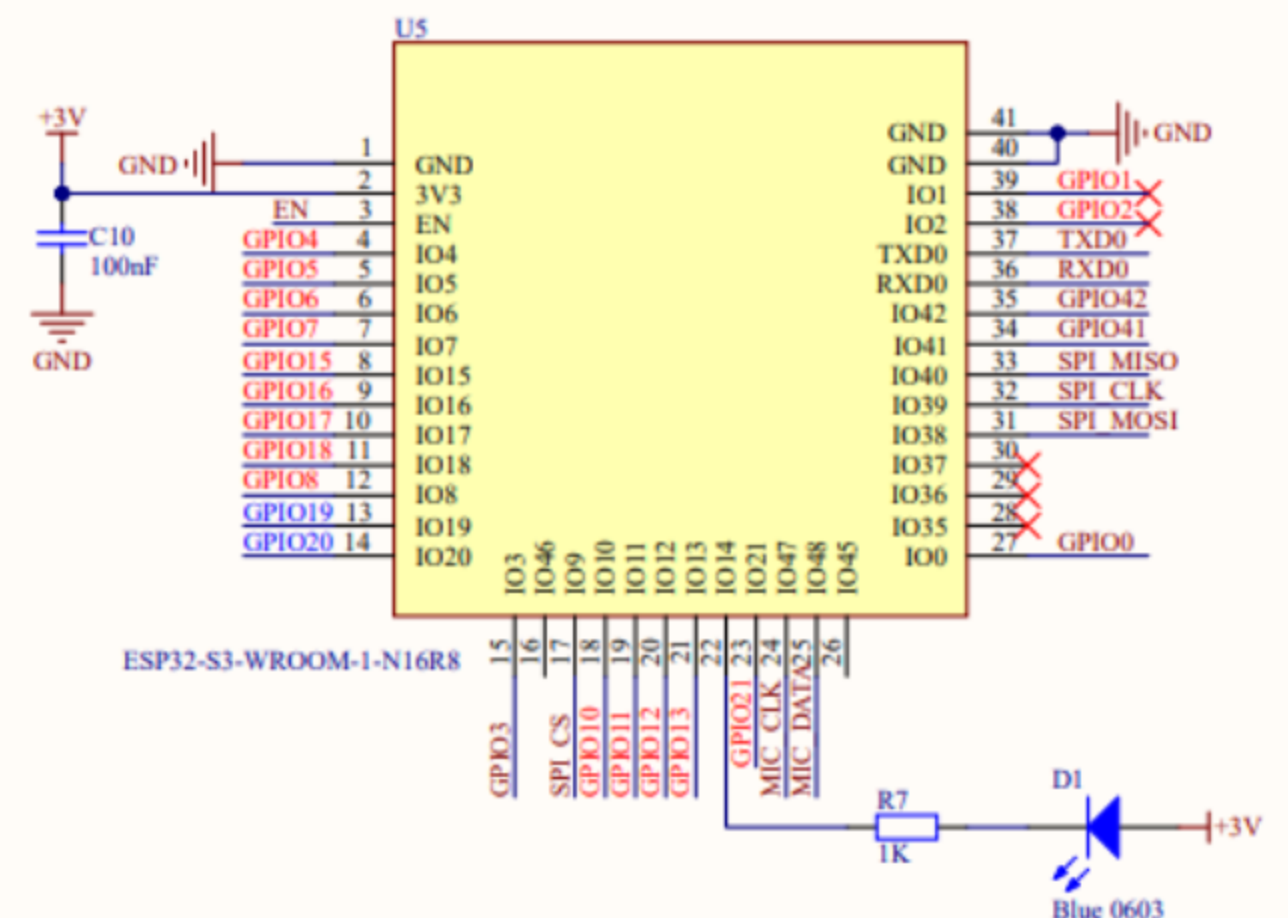 U5
+3V
GND
C10
100nF
GND
1 GND
2 3V3
EN 3 EN
GPIO4 4 IO4
GPIO5 5 IO5
GPIO6 6 IO6
GPIO7 7 IO7
GPIO15 8 IO15
GPIO16 9 IO16
GPIO17 10 IO17
GPIO18 11 IO18
GPIO8 12 IO8
GPIO19 13 IO19
GPIO20 14 IO20
GND 41 GND
GND 40
IO1 39 GPIO1
IO2 38 GPIO2
TXD0 37 TXD0
RXD0 36 RXD0
IO42 35 GPIO42
IO41 34 GPIO41
IO40 33 SPI_MISO
IO39 32 SPI_CLK
IO38 31 SPI_MOSI
IO37 30
IO36 29
IO35 28
IO0 27 GPIO0
IO3 IO46 IO9 IO10 IO11 IO12 IO13 IO14 IO21 IO47 IO48 IO45
15 16 17 18 19 20 21 22 23 24 25 26
ESP32-S3-WROOM-1-N16R8
GPIO3 SPI_CS GPIO10 GPIO11 GPIO12 GPIO13 GPIO21 MIC_CLK MIC_DATA
R7
1K
D1
+3V
Blue 0603